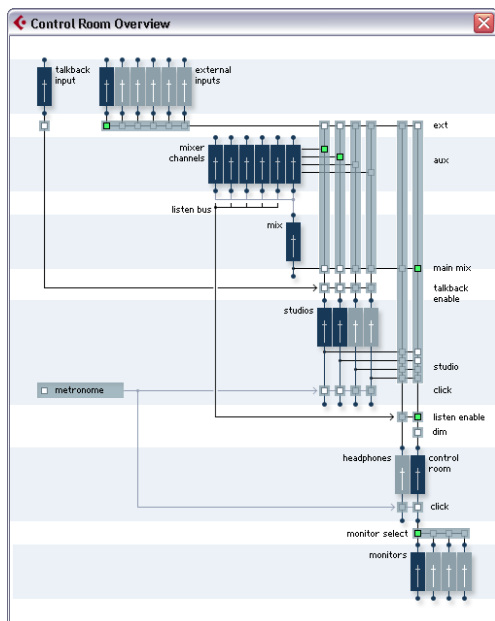 Control Room Overview
talkback
input
external
inputs
ext
mixer
channels
aux
listen bus
mix
main mix
talkback
enable
studios
studio
metronome
click
listen enable
dim
headphones
control
room
click
monitor select
monitors